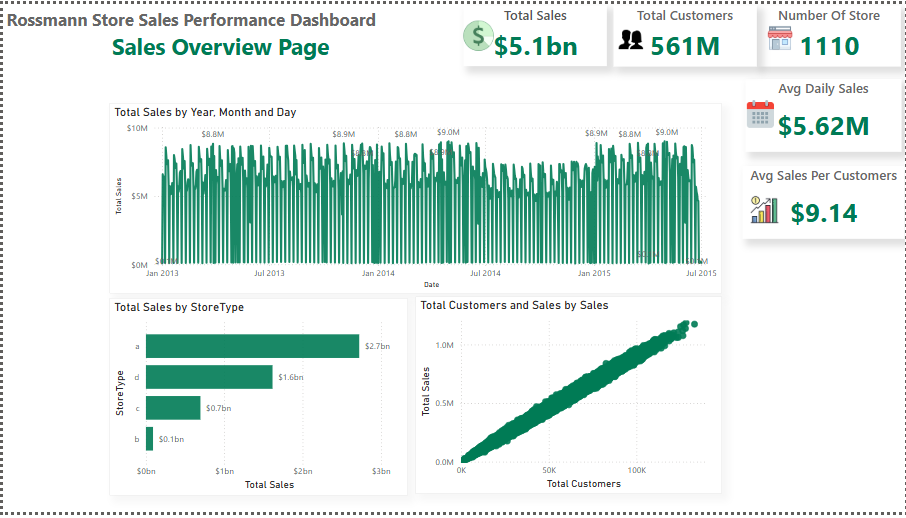 Rossmann Store Sales Performance Dashboard
Sales Overview Page
Total Sales
$5.1bn
Total Customers
561M
Number Of Store
1110
Avg Daily Sales
$5.62M
Avg Sales Per Customers
$9.14
Total Sales by Year, Month and Day
Total Sales
$10M
$5M
$0M
$8.8M
$8.9M
$8.8M
$9.0M
$8.9M
$8.8M
$9.0M
Jan 2013
Jul 2013
Jan 2014
Jul 2014
Jan 2015
Jul 2015
Date
Total Sales by StoreType
StoreType
a
$2.7bn
d
$1.6bn
c
$0.7bn
b
$0.1bn
$0bn
$1bn
$2bn
$3bn
Total Sales
Total Customers and Sales by Sales
Total Sales
1.0M
0.5M
0.0M
0K
50K
100K
Total Customers